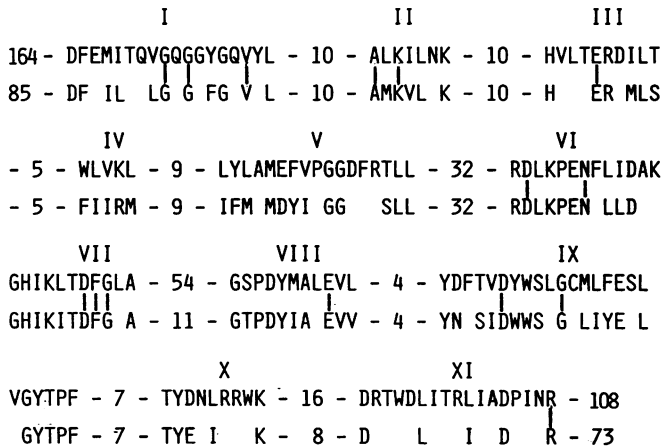 I II III
164 - DFEMITQVGQGGYGQVYL - 10 - ALKILNK - 10 - HVLTERDILT
85 - DF IL LG G FG V L - 10 - AMKVL K - 10 - H ER MLS
IV V VI
- 5 - WLVKL - 9 - LYLAMEFVPGGDFRTLL - 32 - RDLKPENFLIDAK
- 5 - FIIRM - 9 - IFM MDYI GG SLL - 32 - RDLKPEN LLD
VII VIII IX
GHIKLTDFGLA - 54 - GSPDYMALEVL - 4 - YDFTVDYWSLGCMLFESL
GHIKITDFG A - 11 - GTPDYIA EVV - 4 - YN SIDWWS G LIYE L
X XI
VGYTPF - 7 - TYDNLRRWK - 16 - DRTWDLITRLIADPINR - 108
GYTPF - 7 - TYE I K - 8 - D L I D R - 73